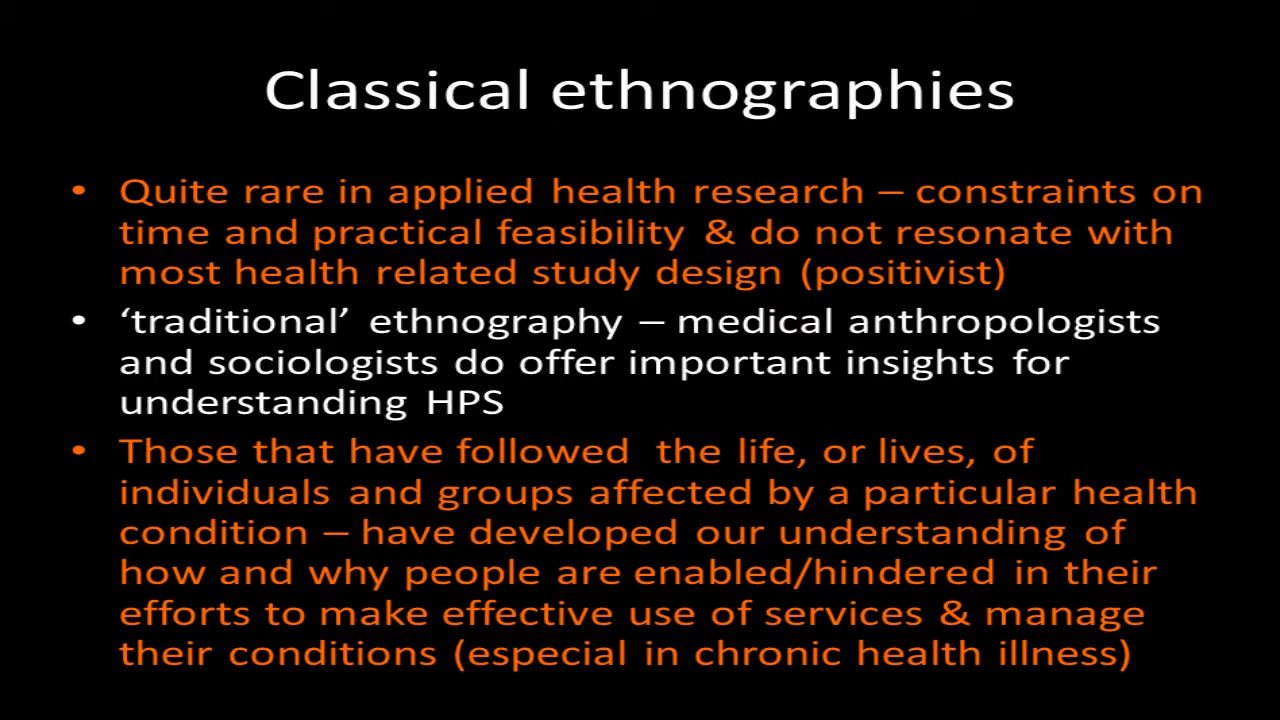 Classical ethnographies
• Quite rare in applied health research – constraints on
time and practical feasibility & do not resonate with
most health related study design (positivist)
• ‘traditional’ ethnography – medical anthropologists
and sociologists do offer important insights for
understanding HPS
• Those that have followed the life, or lives, of
individuals and groups affected by a particular health
condition – have developed our understanding of
how and why people are enabled/hindered in their
efforts to make effective use of services & manage
their conditions (especial in chronic health illness)